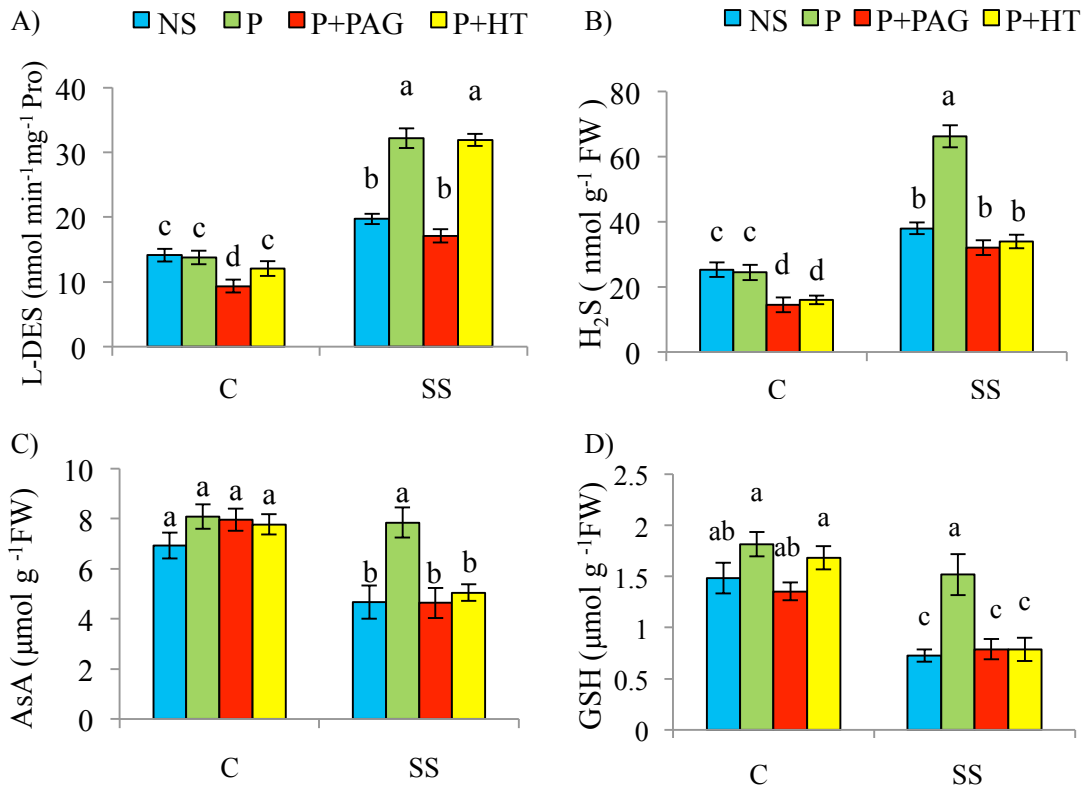 A) NS P P+PAG P+HT
L-DES (nmol min⁻¹mg⁻¹ Pro)
40
30
20
10
0
c c d c
b a b a
C SS
B) NS P P+PAG P+HT
H₂S ( nmol g⁻¹ FW)
80
60
40
20
0
c c d d
b a b b
C SS
C)
AsA (µmol g ⁻¹FW)
10
8
6
4
2
0
a a a a
b a b b
C SS
D)
GSH (µmol g ⁻¹FW)
2.5
2
1.5
1
0.5
0
ab a ab a
c a c c
C SS